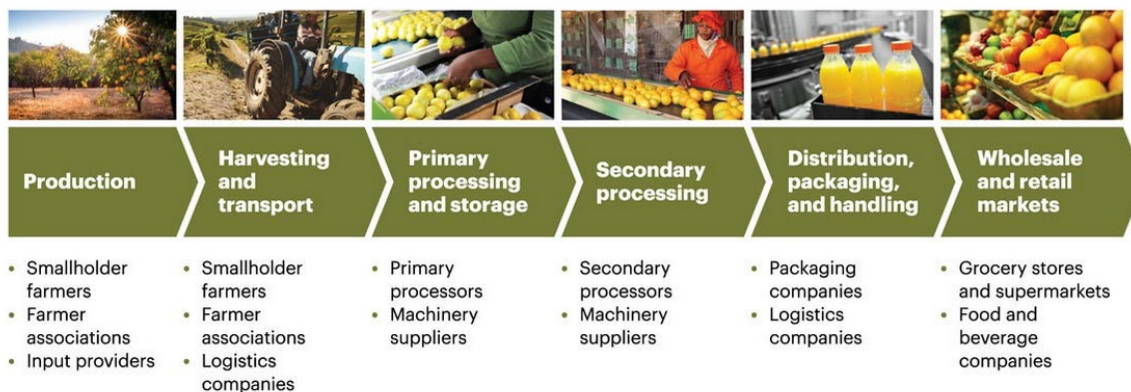 Production
Harvesting
and
transport
Primary
processing
and storage
Secondary
processing
Distribution,
packaging,
and handling
Wholesale
and retail
markets
• Smallholder
farmers
• Farmer
associations
• Input providers
• Smallholder
farmers
• Farmer
associations
• Logistics
companies
• Primary
processors
• Machinery
suppliers
• Secondary
processors
• Machinery
suppliers
• Packaging
companies
• Logistics
companies
• Grocery stores
and supermarkets
• Food and
beverage
companies